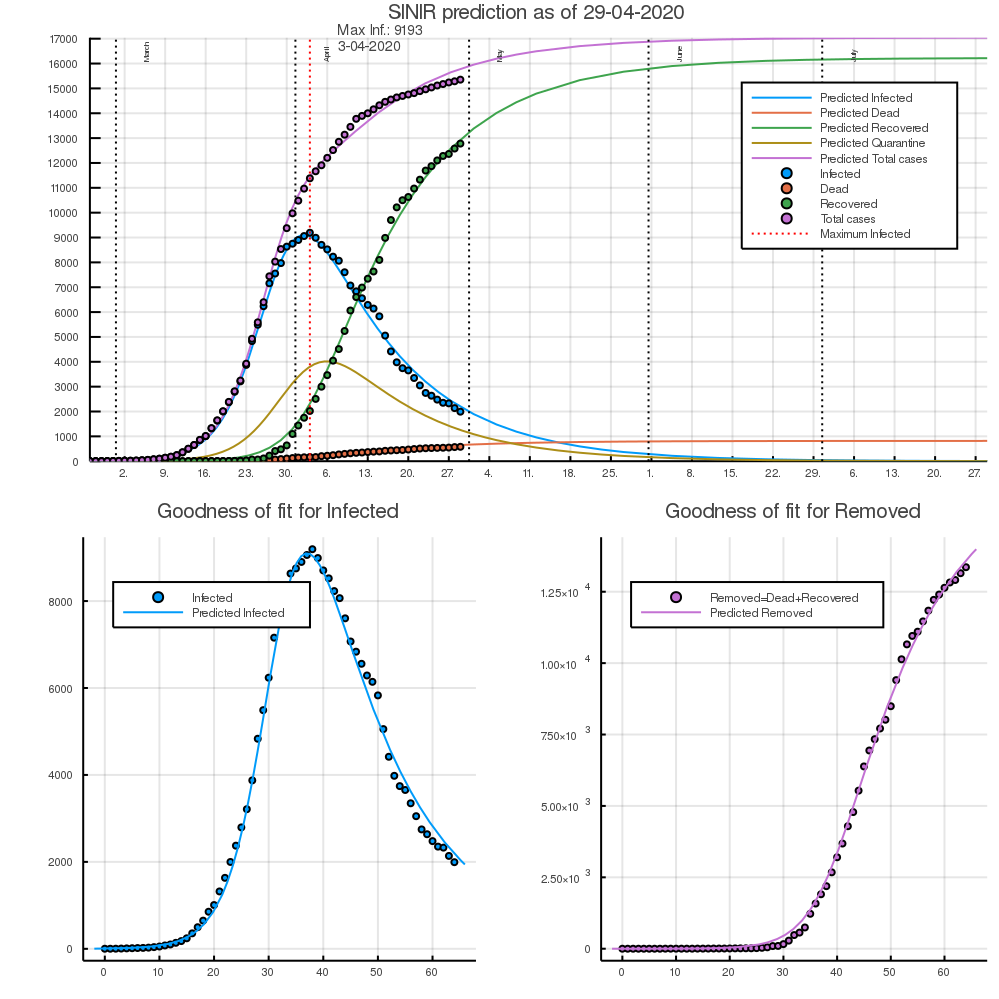 SINIR prediction as of 29-04-2020
Max Inf.: 9193
3-04-2020
March
April
May
June
July
17000
16000
15000
14000
13000
12000
11000
10000
9000
8000
7000
6000
5000
4000
3000
2000
1000
0
Predicted Infected
Predicted Dead
Predicted Recovered
Predicted Quarantine
Predicted Total cases
Infected
Dead
Recovered
Total cases
Maximum Infected
2. 9. 16. 23. 30. 6. 13. 20. 27. 4. 11. 18. 25. 1. 8. 15. 22. 29. 6. 13. 20. 27.
Goodness of fit for Infected
8000
6000
4000
2000
0
Infected
Predicted Infected
0 10 20 30 40 50 60
Goodness of fit for Removed
1.25×10 4
1.00×10 4
7.50×10 3
5.00×10 3
2.50×10 3
0
Removed=Dead+Recovered
Predicted Removed
0 10 20 30 40 50 60